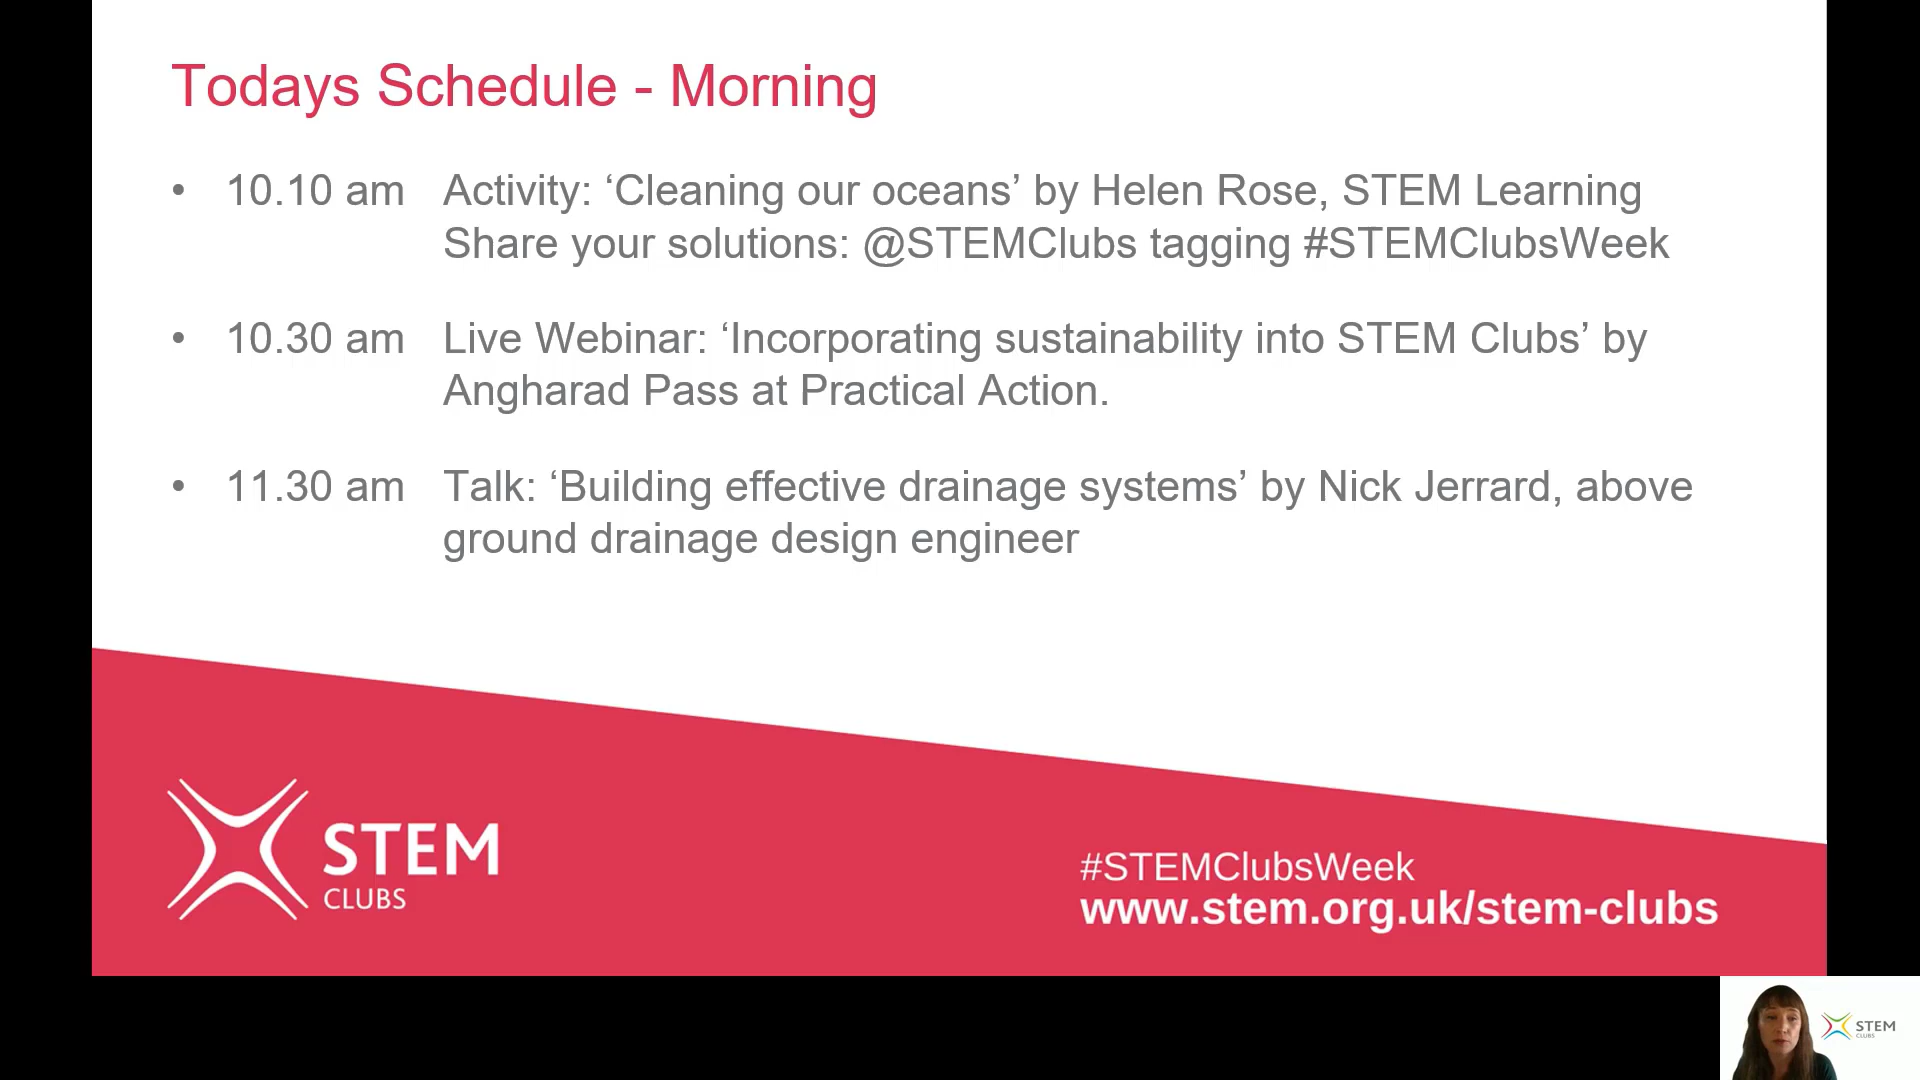 Todays Schedule - Morning
• 10.10 am Activity: ‘Cleaning our oceans’ by Helen Rose, STEM Learning
Share your solutions: @STEMClubs tagging #STEMClubsWeek
• 10.30 am Live Webinar: ‘Incorporating sustainability into STEM Clubs’ by
Angharad Pass at Practical Action.
• 11.30 am Talk: ‘Building effective drainage systems’ by Nick Jerrard, above
ground drainage design engineer
STEM
CLUBS
#STEMClubsWeek
www.stem.org.uk/stem-clubs
STEM
CLUBS